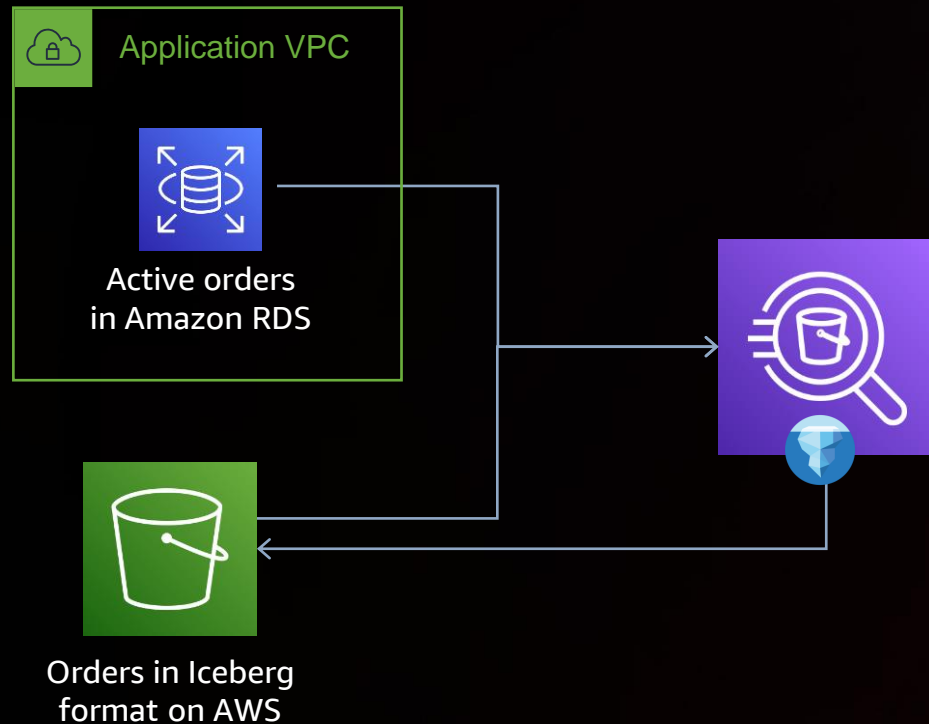 Application VPC
Active orders
in Amazon RDS
Orders in Iceberg
format on AWS